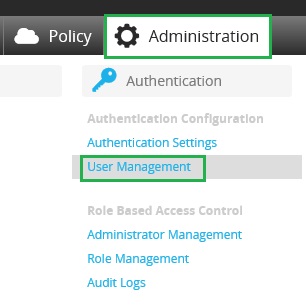 Policy
Administration
Authentication
Authentication Configuration
Authentication Settings
User Management
Role Based Access Control
Administrator Management
Role Management
Audit Logs